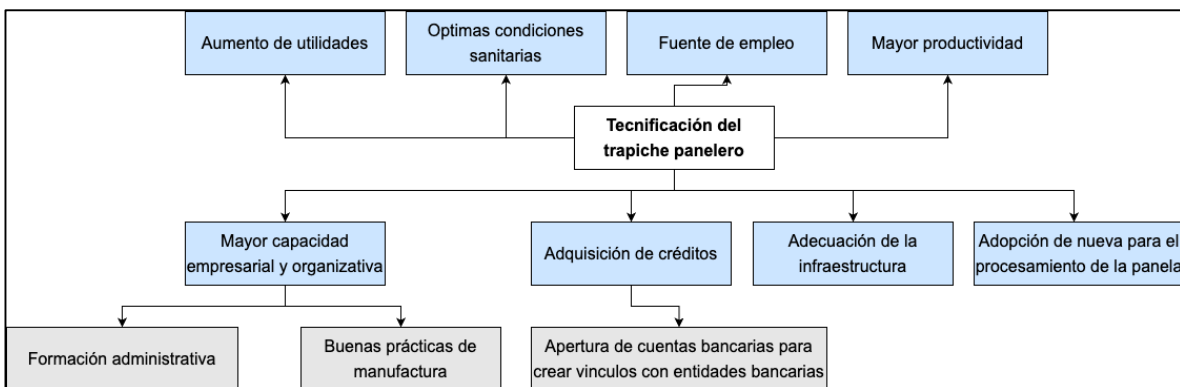 Aumento de utilidades
Optimas condiciones
sanitarias
Fuente de empleo
Mayor productividad
Tecnificación del
trapiche panelero
Mayor capacidad
empresarial y organizativa
Adquisición de créditos
Adecuación de la
infraestructura
Adopción de nueva para el
procesamiento de la panela
Formación administrativa
Buenas prácticas de
manufactura
Apertura de cuentas bancarias para
crear vinculos con entidades bancarias